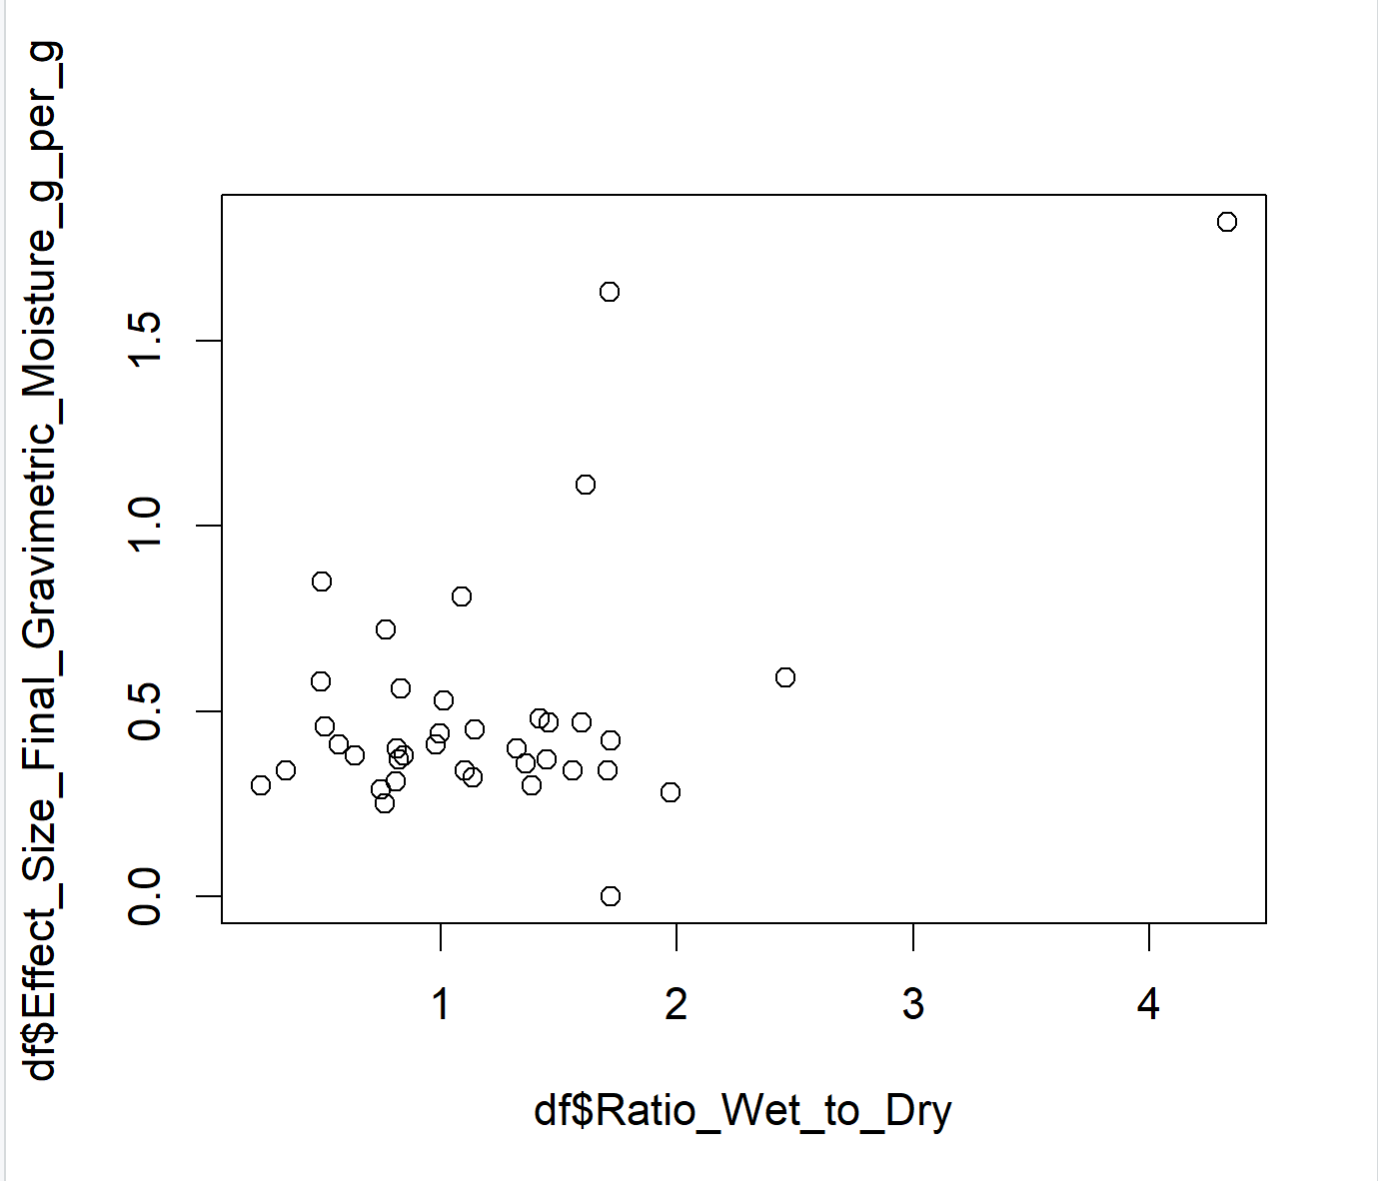 df$Effect_Size_Final_Gravimetric_Moisture_g_per_g
1.5
1.0
0.5
0.0
1 2 3 4
df$Ratio_Wet_to_Dry